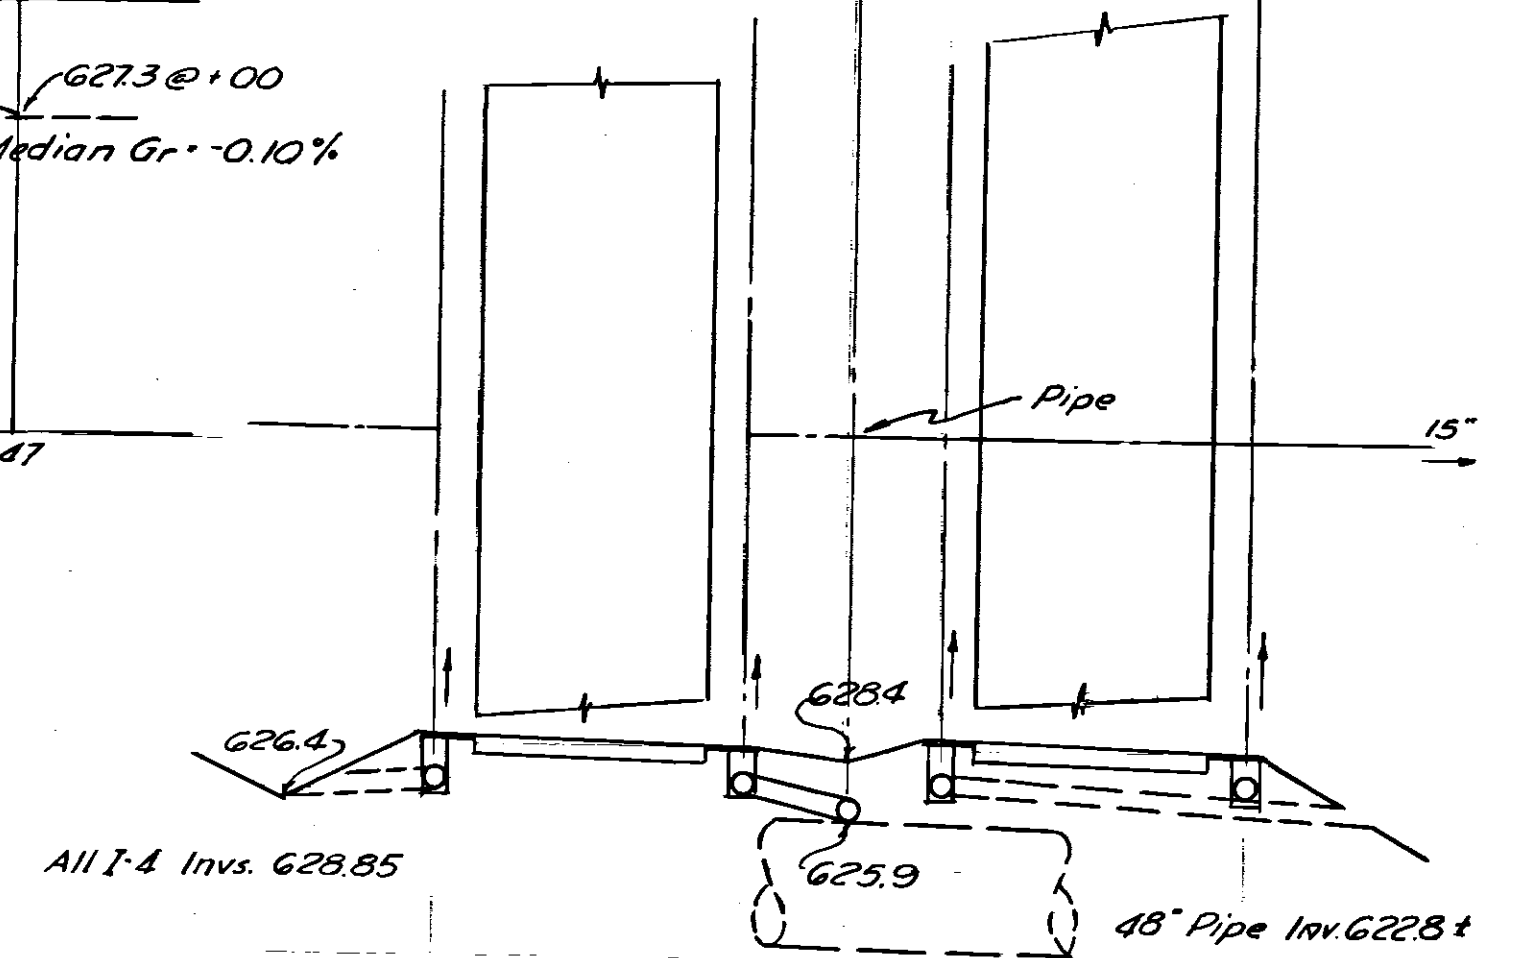 627.3 @ + 00
Median Gr = -0.10%
Pipe
15"
47
628.4
626.4
All I-4 Invs. 628.85
625.9
48" Pipe Inv. 622.8 ±